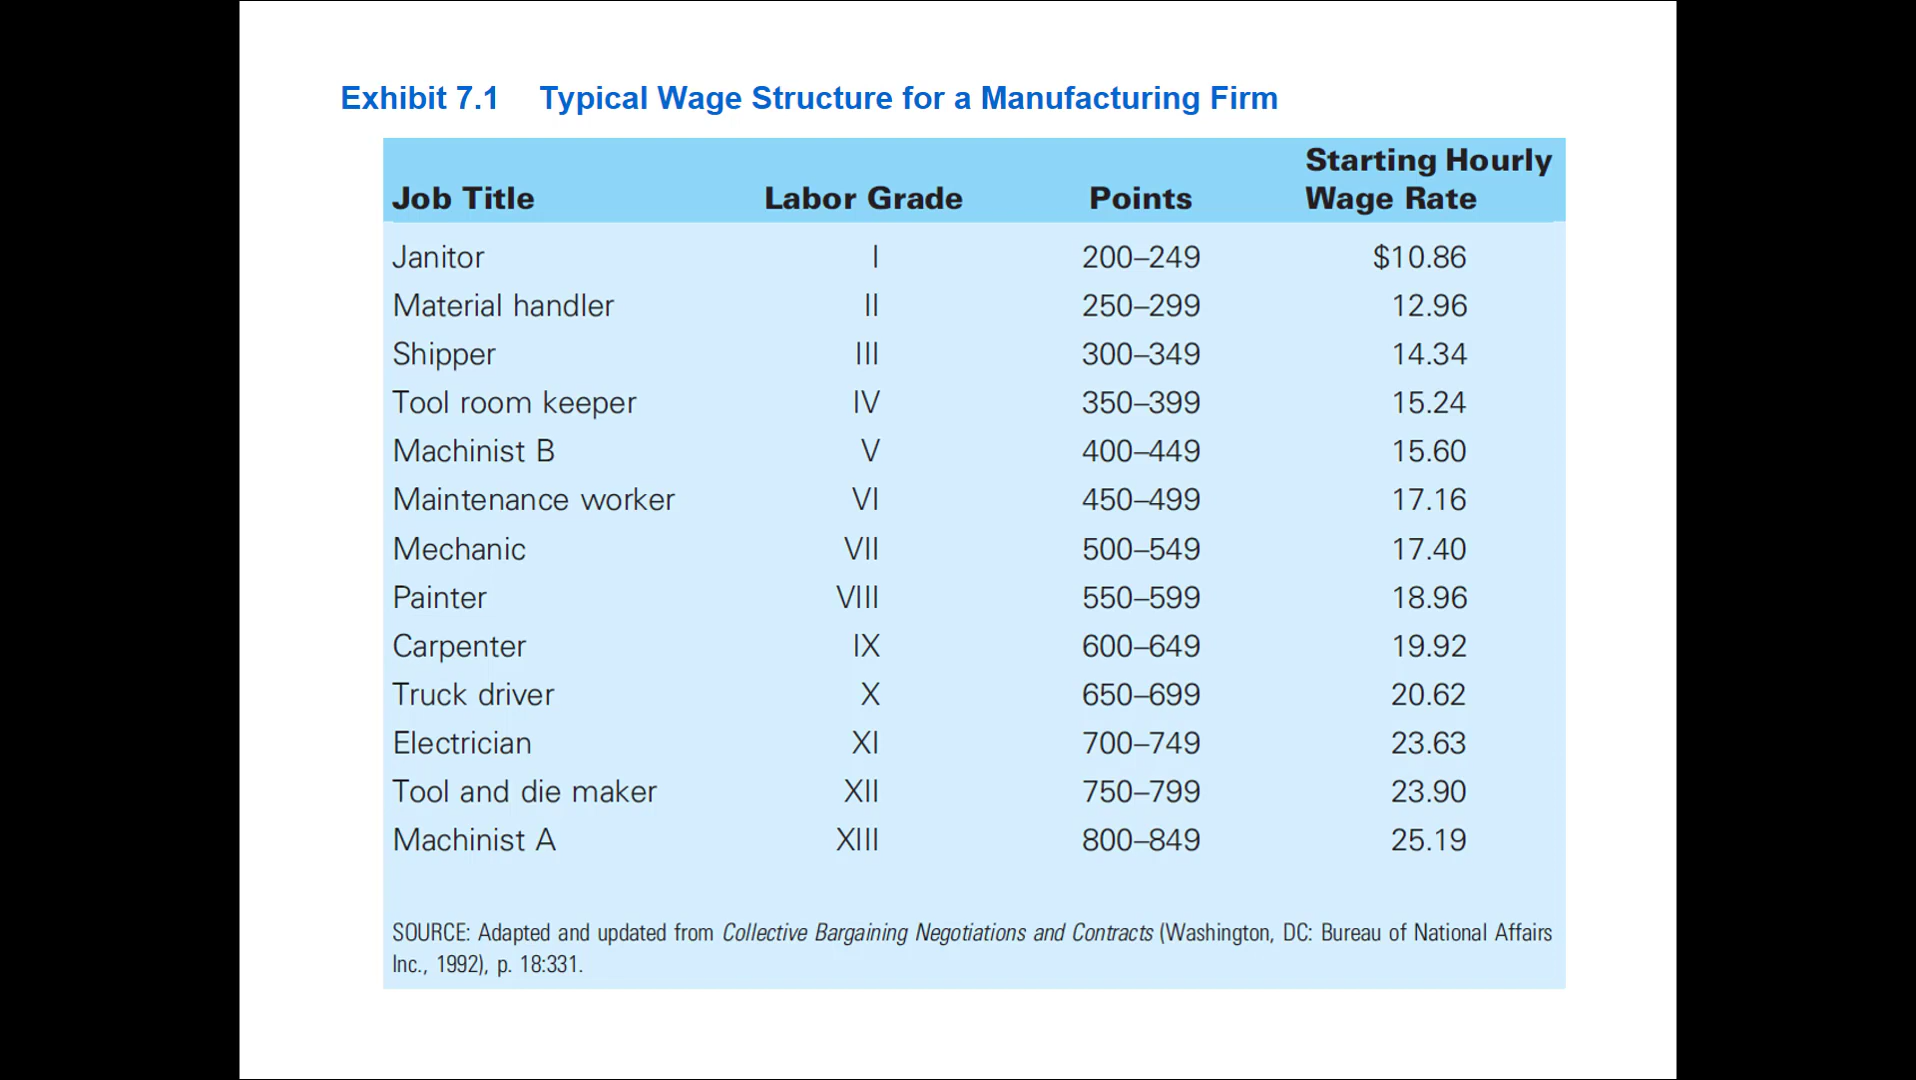 Exhibit 7.1 Typical Wage Structure for a Manufacturing Firm
Job Title Labor Grade Points Starting Hourly Wage Rate
Janitor I 200–249 $10.86
Material handler II 250–299 12.96
Shipper III 300–349 14.34
Tool room keeper IV 350–399 15.24
Machinist B V 400–449 15.60
Maintenance worker VI 450–499 17.16
Mechanic VII 500–549 17.40
Painter VIII 550–599 18.96
Carpenter IX 600–649 19.92
Truck driver X 650–699 20.62
Electrician XI 700–749 23.63
Tool and die maker XII 750–799 23.90
Machinist A XIII 800–849 25.19
SOURCE: Adapted and updated from Collective Bargaining Negotiations and Contracts (Washington, DC: Bureau of National Affairs
Inc., 1992), p. 18:331.